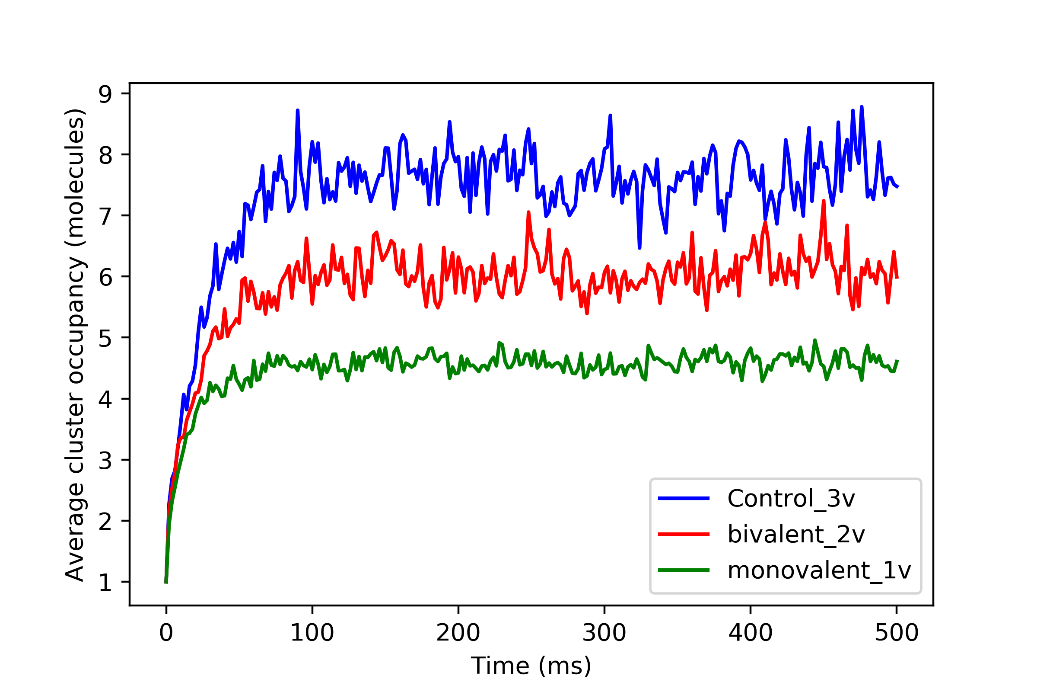 Average cluster occupancy (molecules)
9
8
7
6
5
4
3
2
1
0 100 200 300 400 500
Time (ms)
Control_3v
bivalent_2v
monovalent_1v